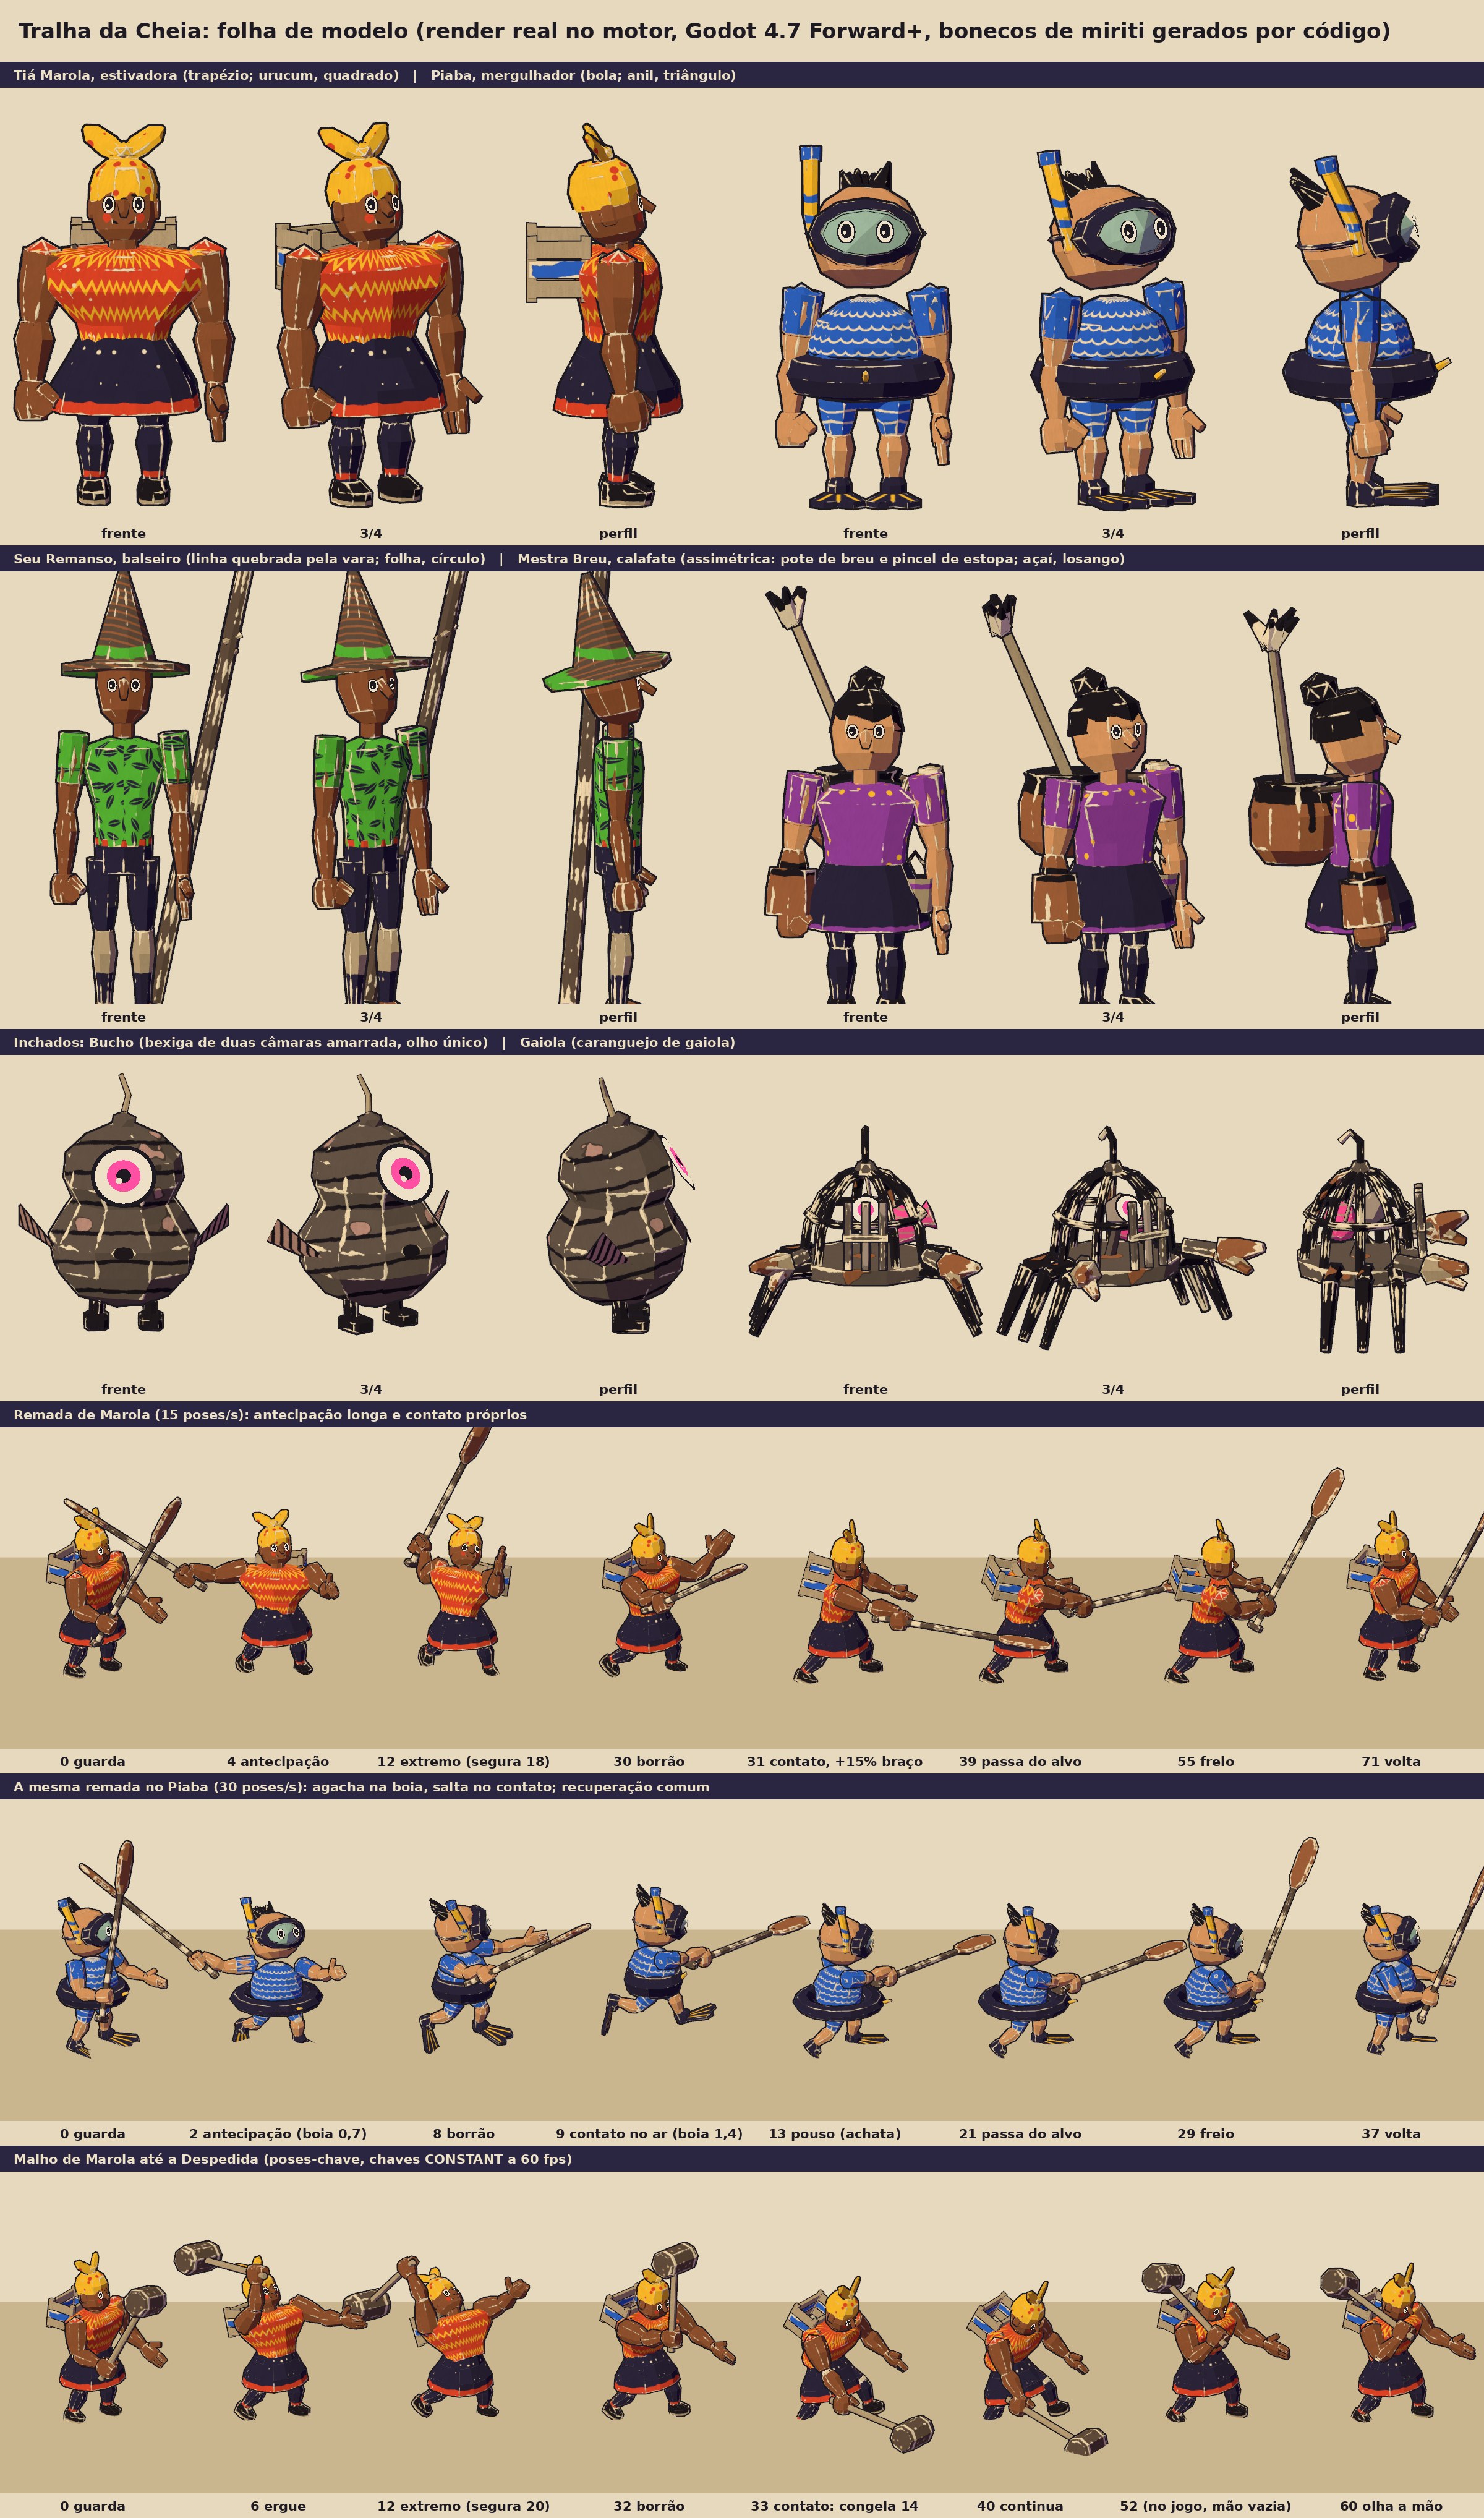 Tralha da Cheia: folha de modelo (render real no motor, Godot 4.7 Forward+, bonecos de miriti gerados por código)
Tiá Marola, estivadora (trapézio; urucum, quadrado) | Piaba, mergulhador (bola; anil, triângulo)
frente 3/4 perfil frente 3/4 perfil
Seu Remanso, balseiro (linha quebrada pela vara; folha, círculo) | Mestra Breu, calafate (assimétrica: pote de breu e pincel de estopa; açaí, losango)
frente 3/4 perfil frente 3/4 perfil
Inchados: Bucho (bexiga de duas câmaras amarrada, olho único) | Gaiola (caranguejo de gaiola)
frente 3/4 perfil frente 3/4 perfil
Remada de Marola (15 poses/s): antecipação longa e contato próprios
0 guarda 4 antecipação 12 extremo (segura 18) 30 borrão 31 contato, +15% braço 39 passa do alvo 55 freio 71 volta
A mesma remada no Piaba (30 poses/s): agacha na boia, salta no contato; recuperação comum
0 guarda 2 antecipação (boia 0,7) 8 borrão 9 contato no ar (boia 1,4) 13 pouso (achata) 21 passa do alvo 29 freio 37 volta
Malho de Marola até a Despedida (poses-chave, chaves CONSTANT a 60 fps)
0 guarda 6 ergue 12 extremo (segura 20) 32 borrão 33 contato: congela 14 40 continua 52 (no jogo, mão vazia) 60 olha a mão